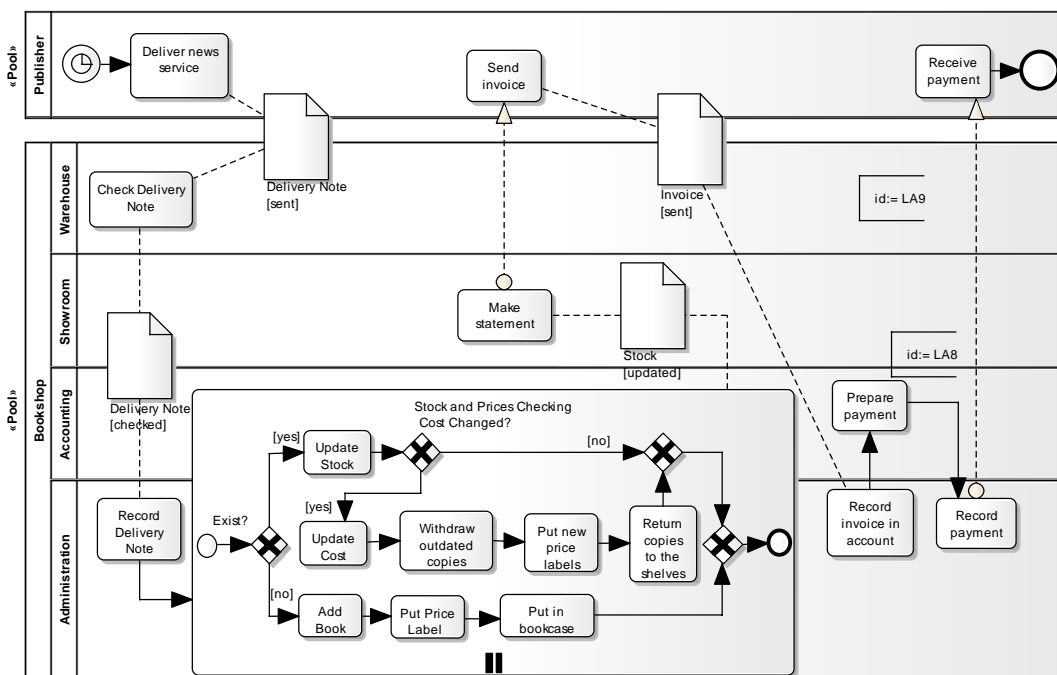 «Pool»
Publisher
Deliver news
service
Send
invoice
Receive
payment
«Pool»
Bookshop
Warehouse
Check Delivery
Note
Delivery Note
[sent]
Invoice
[sent]
id:= LA9
Showroom
Make
statement
Stock
[updated]
id:= LA8
Accounting
Delivery Note
[checked]
Stock and Prices Checking
Cost Changed?
[yes]
Update
Stock
[no]
Prepare
payment
Administration
Record
Delivery
Note
Exist?
[yes]
Update
Cost
Withdraw
outdated
copies
Put new
price
labels
Return
copies
to the
shelves
Record
invoice in
account
Record
payment
[no]
Add
Book
Put Price
Label
Put in
bookcase